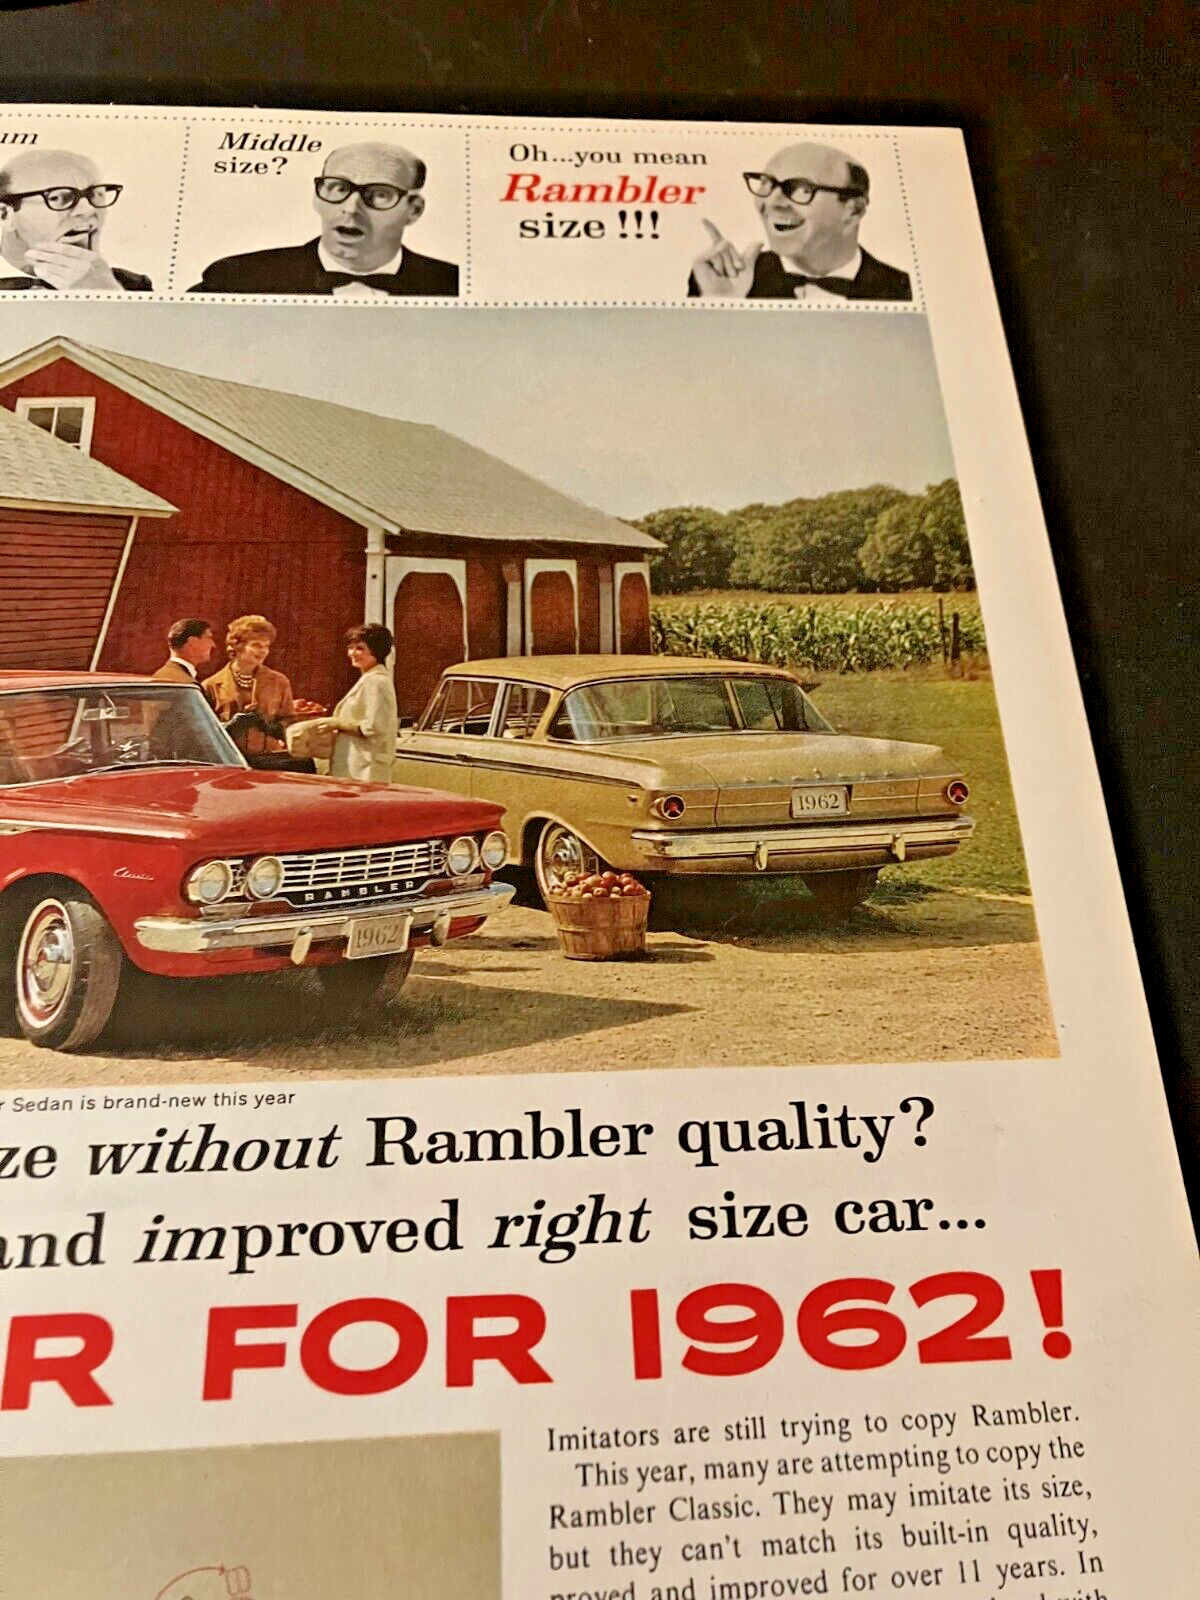 Middle
size?
Oh...you mean
Rambler
size !!!
1962
Classic
RAMBLER
1962
Sedan is brand-new this year
without Rambler quality?
improved right size car...
R FOR 1962!
Imitators are still trying to copy Rambler.
This year, many are attempting to copy the
Rambler Classic. They may imitate its size,
but they can't match its built-in quality,
proved and improved for over 11 years. In
with